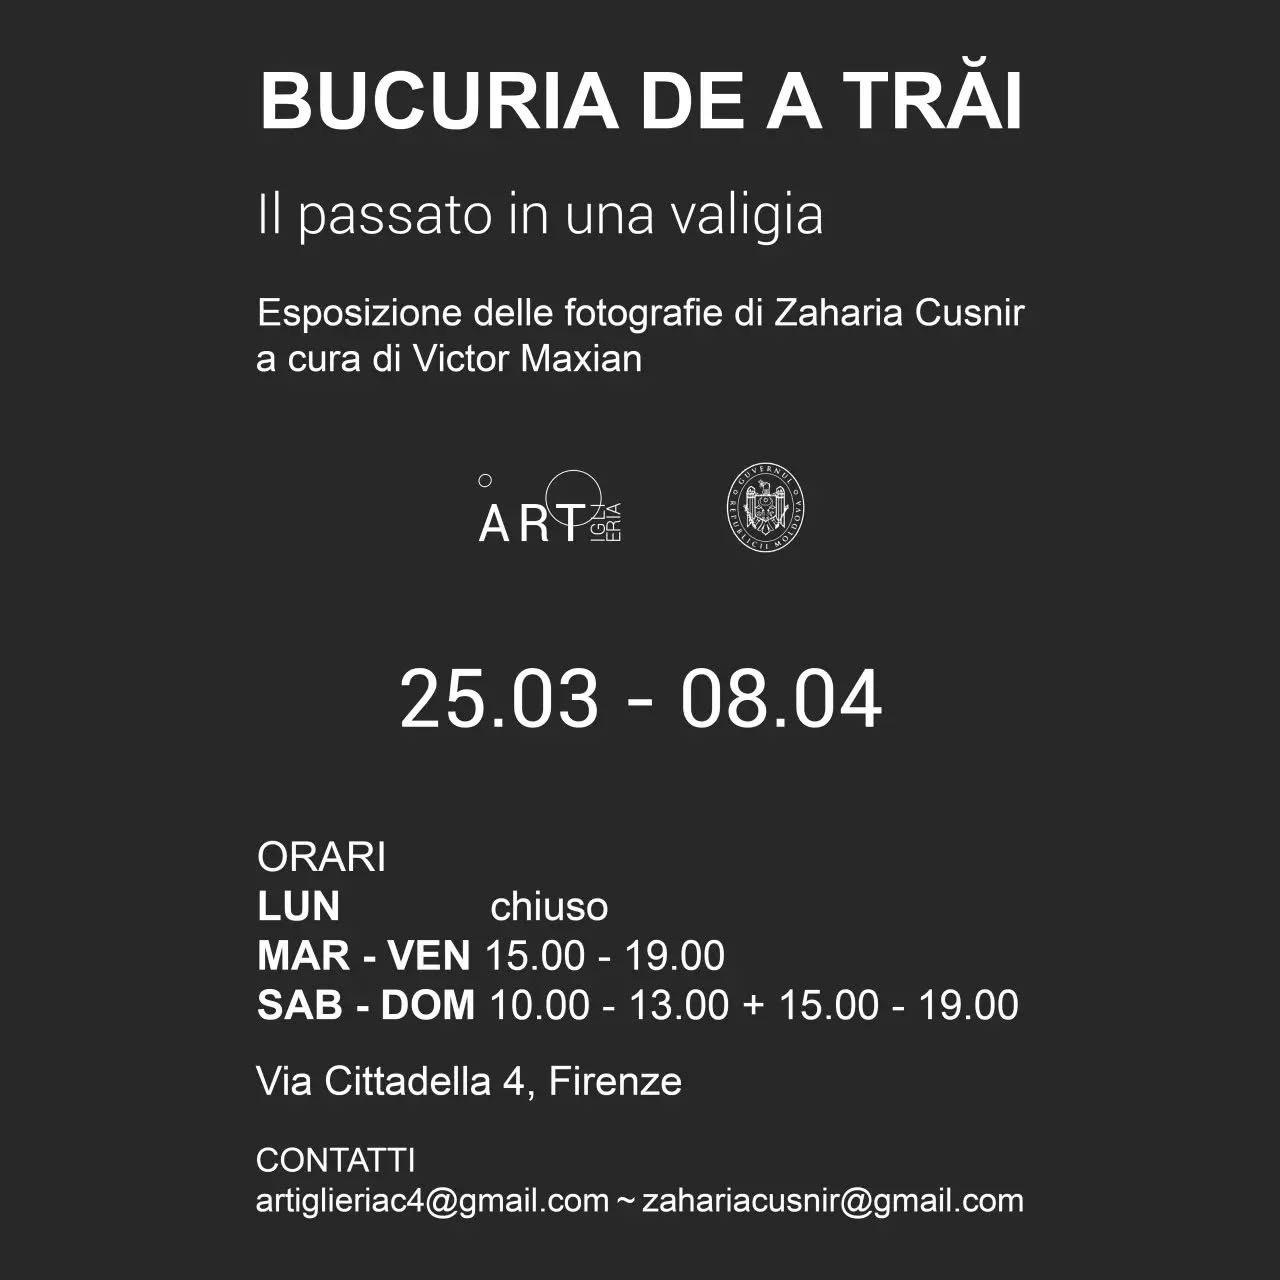 BUCURIA DE A TRĂI
Il passato in una valigia
Esposizione delle fotografie di Zaharia Cusnir
a cura di Victor Maxian
ART
IGLI
ERIA
GUVERNUL
REPUBLICII MOLDOVA
25.03 - 08.04
ORARI
LUN chiuso
MAR - VEN 15.00 - 19.00
SAB - DOM 10.00 - 13.00 + 15.00 - 19.00
Via Cittadella 4, Firenze
CONTATTI
artiglieriac4@gmail.com ~ zahariacusnir@gmail.com